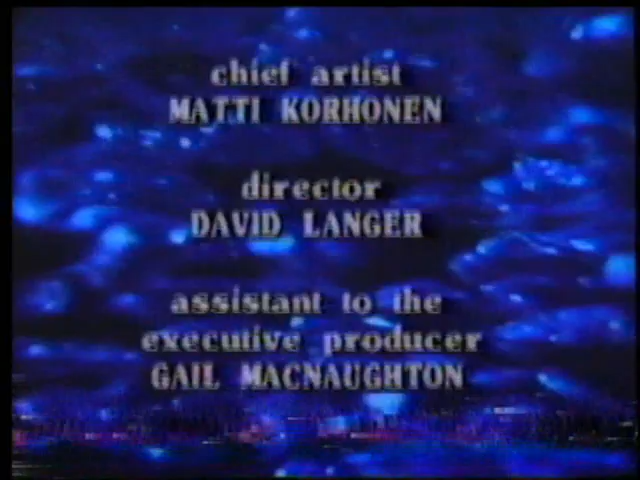 chief artist
MATTI KORHONEN
director
DAVID LANGER
assistant to the
executive producer
GAIL MACNAUGHTON